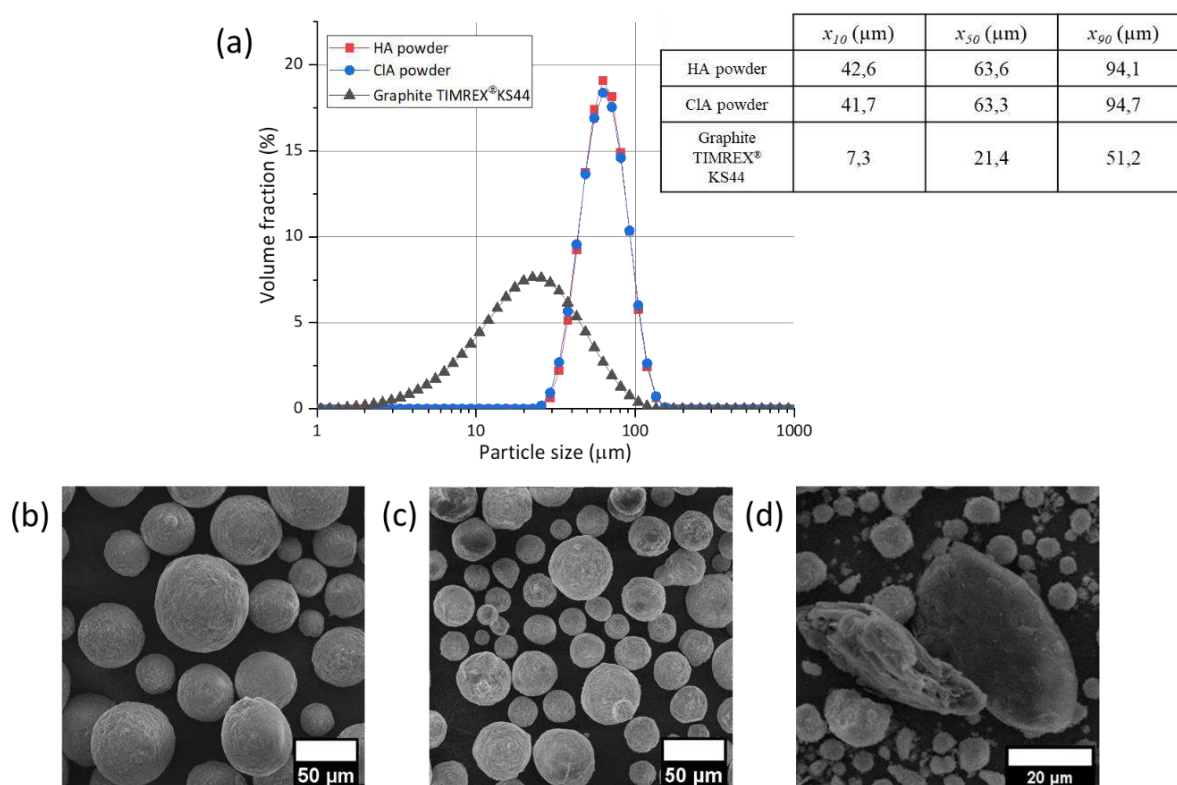 (a)
HA powder
ClA powder
Graphite TIMREX®KS44
20
15
10
5
0
Volume fraction (%)
1 10 100 1000
Particle size (µm)
x10 (µm) x50 (µm) x90 (µm)
HA powder 42,6 63,6 94,1
ClA powder 41,7 63,3 94,7
Graphite
TIMREX®
KS44
7,3 21,4 51,2
(b)
50 µm
(c)
50 µm
(d)
20 µm